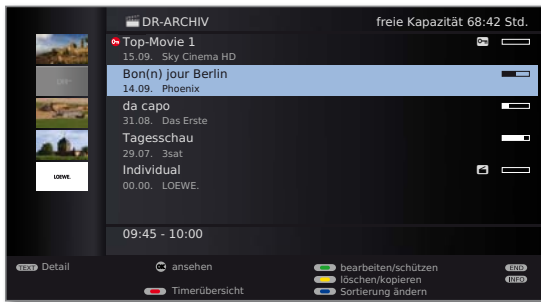 DR-ARCHIV freie Kapazität 68:42 Std.
Top-Movie 1
15.09. Sky Cinema HD
Bon(n) jour Berlin
14.09. Phoenix
da capo
31.08. Das Erste
Tagesschau
29.07. 3sat
Individual
00.00. LOEWE.
LOEWE.
09:45 - 10:00
TEXT Detail OK ansehen bearbeiten/schützen END
löschen/kopieren INFO
Timerübersicht Sortierung ändern